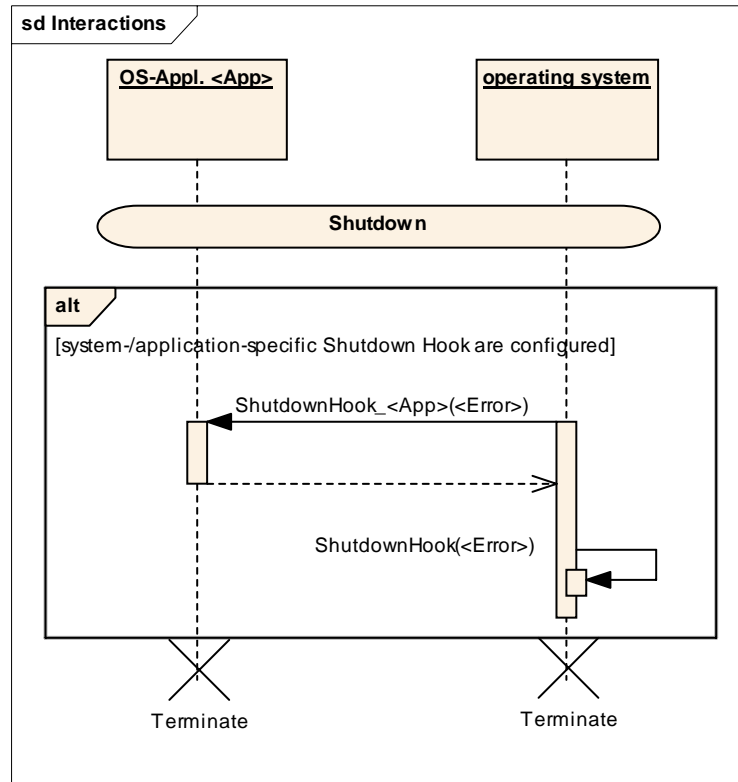 sd Interactions
OS-Appl. <App>
operating system
Shutdown
alt
[system-/application-specific Shutdown Hook are configured]
ShutdownHook_<App>(<Error>)
ShutdownHook(<Error>)
Terminate
Terminate